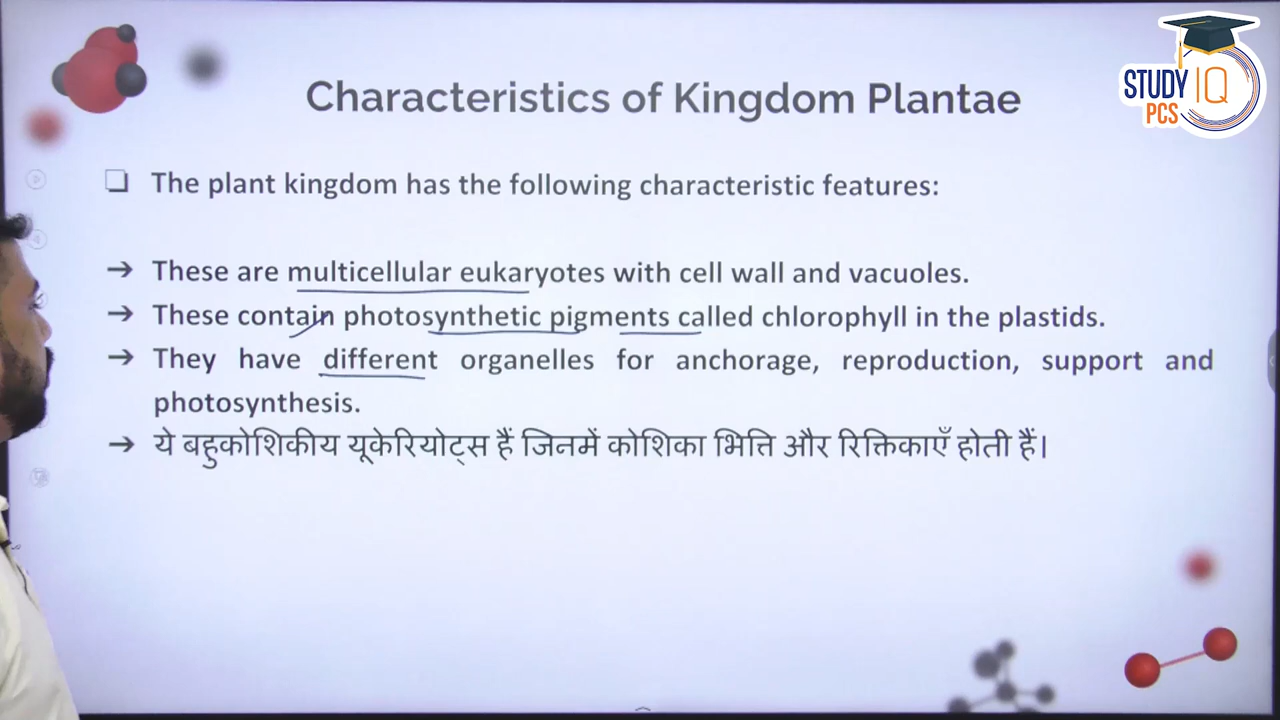 STUDY IQ
PCS
Characteristics of Kingdom Plantae
The plant kingdom has the following characteristic features:
These are multicellular eukaryotes with cell wall and vacuoles.
These contain photosynthetic pigments called chlorophyll in the plastids.
They have different organelles for anchorage, reproduction, support and
photosynthesis.
ये बहुकोशिकीय यूकेरियोट्स हैं जिनमें कोशिका भित्ति और रिक्तिकाएँ होती हैं।